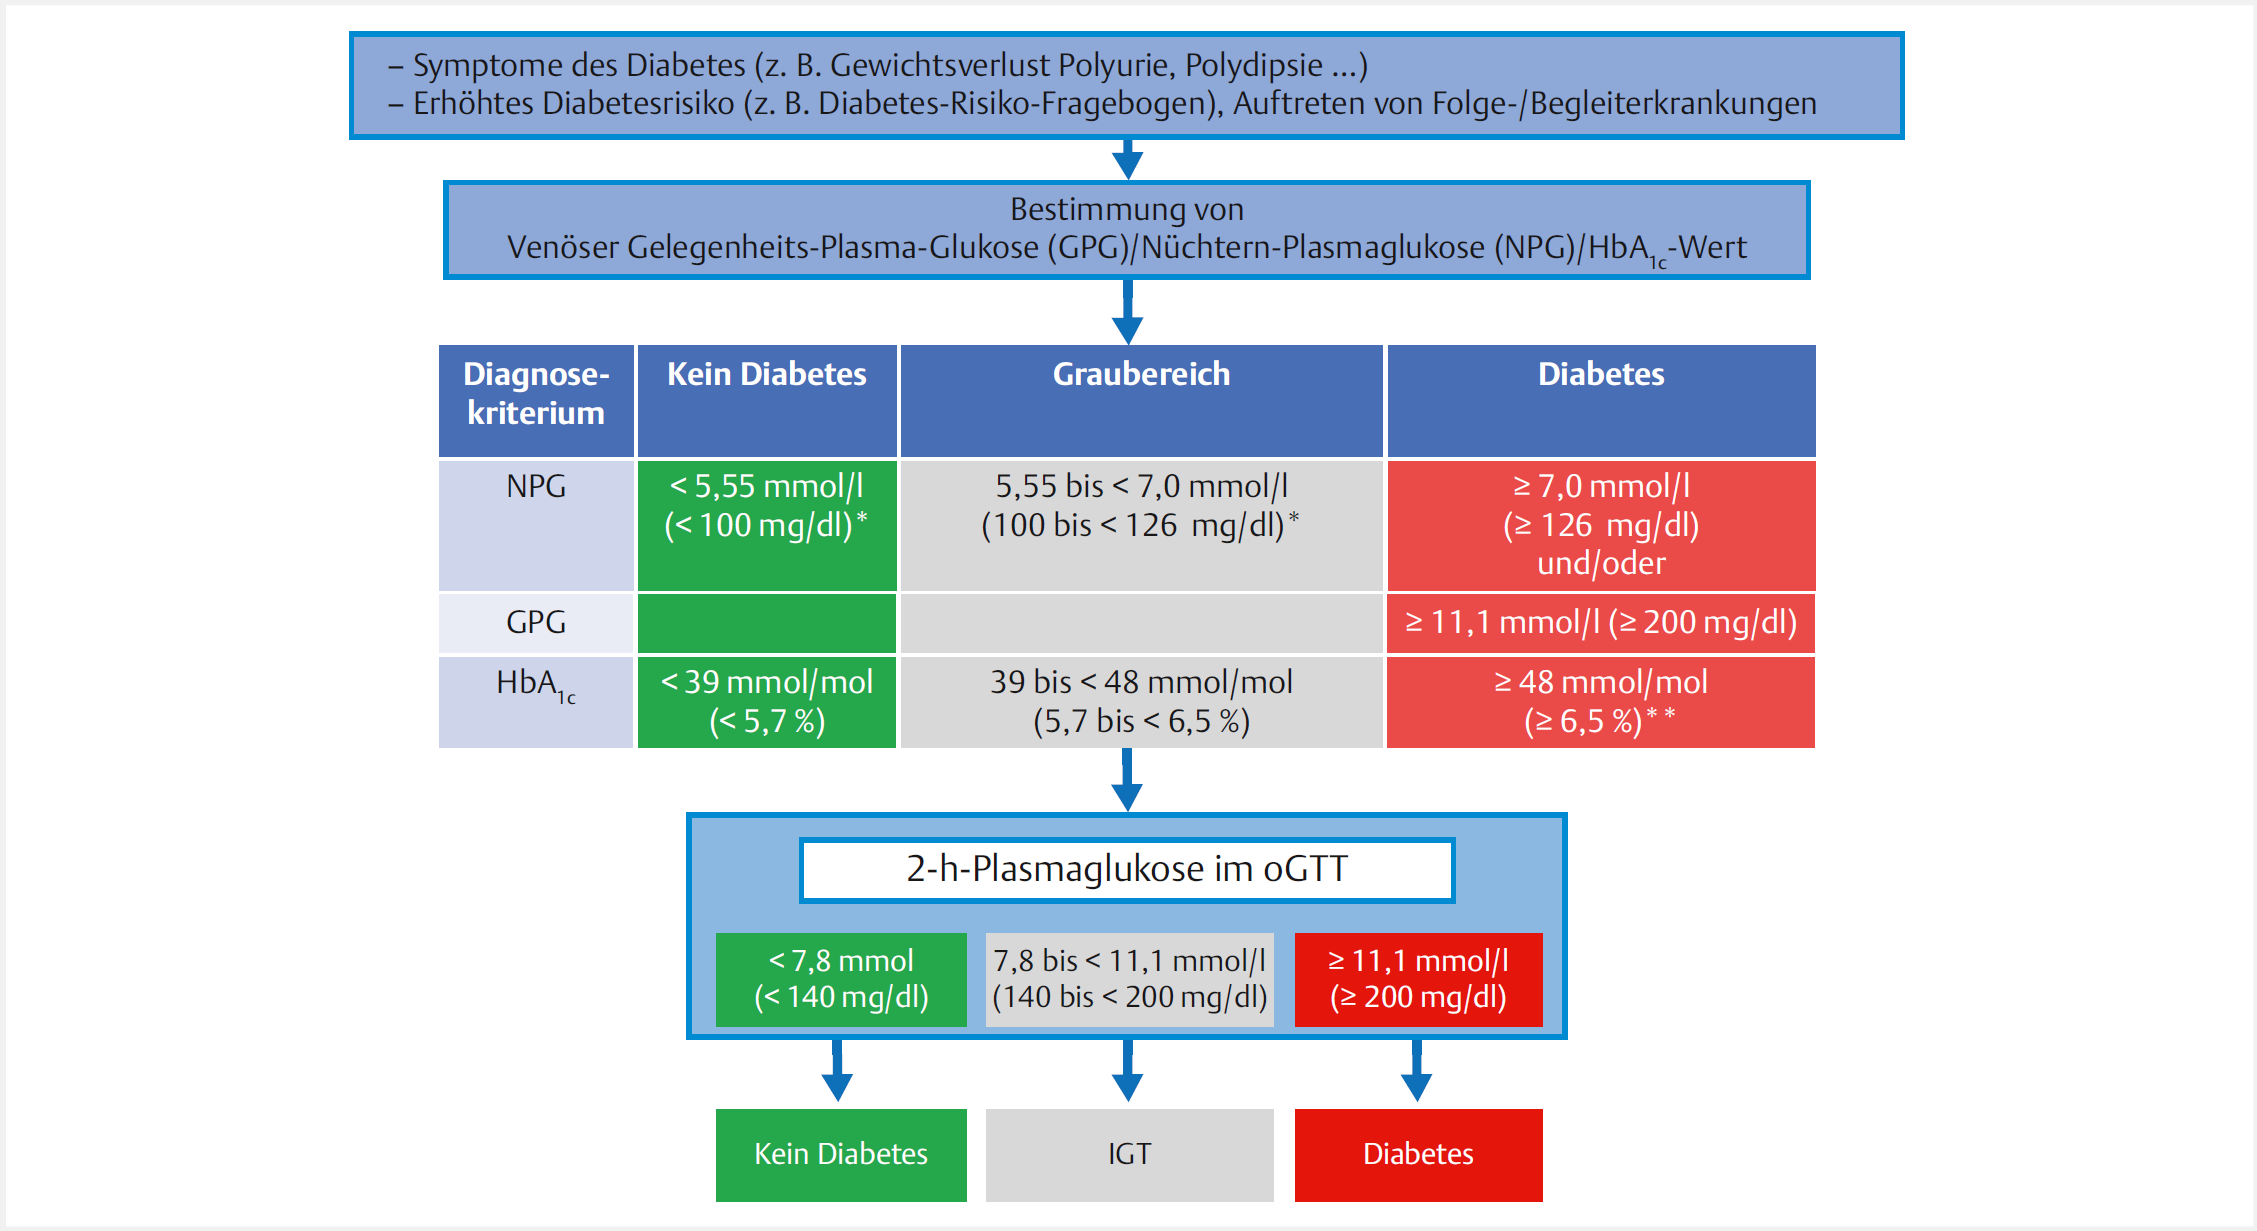 – Symptome des Diabetes (z. B. Gewichtsverlust Polyurie, Polydipsie ...)
– Erhöhtes Diabetesrisiko (z. B. Diabetes-Risiko-Fragebogen), Auftreten von Folge-/Begleiterkrankungen
Bestimmung von
Venöser Gelegenheits-Plasma-Glukose (GPG)/Nüchtern-Plasmaglukose (NPG)/HbA1c-Wert
Diagnose-
kriterium
Kein Diabetes
Graubereich
Diabetes
NPG
< 5,55 mmol/l
(< 100 mg/dl)*
5,55 bis < 7,0 mmol/l
(100 bis < 126 mg/dl)*
≥ 7,0 mmol/l
(≥ 126 mg/dl)
und/oder
GPG
≥ 11,1 mmol/l (≥ 200 mg/dl)
HbA1c
< 39 mmol/mol
(< 5,7 %)
39 bis < 48 mmol/mol
(5,7 bis < 6,5 %)
≥ 48 mmol/mol
(≥ 6,5 %)**
2-h-Plasmaglukose im oGTT
< 7,8 mmol
(< 140 mg/dl)
7,8 bis < 11,1 mmol/l
(140 bis < 200 mg/dl)
≥ 11,1 mmol/l
(≥ 200 mg/dl)
Kein Diabetes
IGT
Diabetes